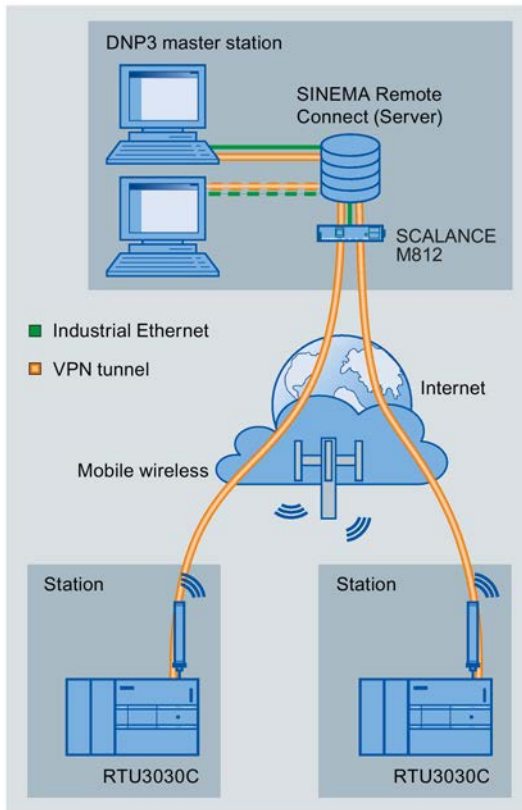 DNP3 master station
SINEMA Remote
Connect (Server)
SCALANCE
M812
Industrial Ethernet
VPN tunnel
Internet
Mobile wireless
Station
Station
RTU3030C
RTU3030C